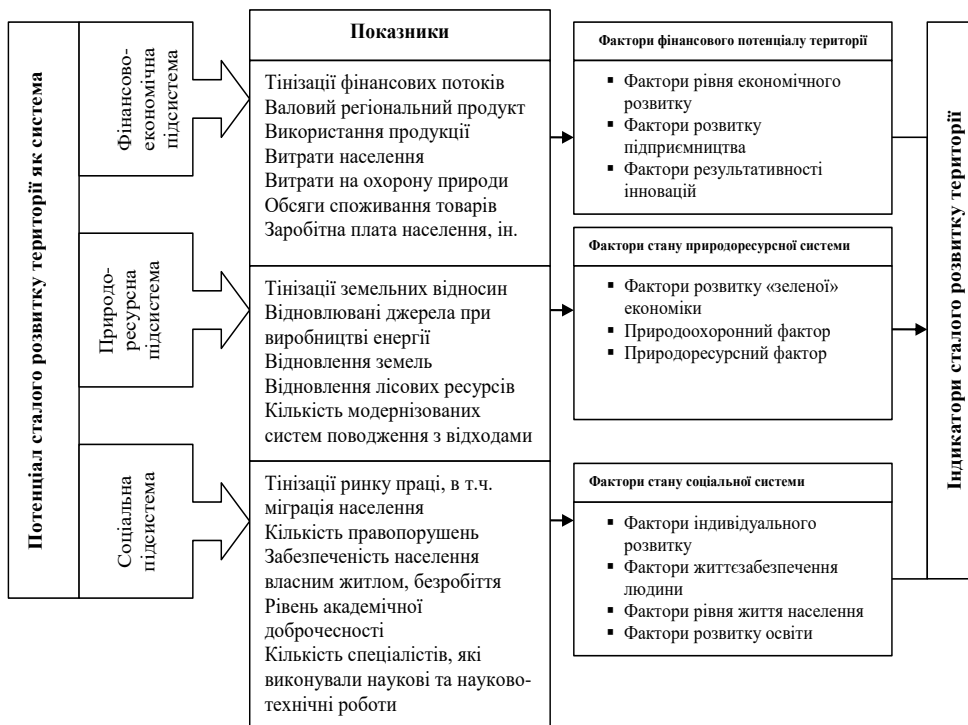 Потенціал сталого розвитку території як система
Фінансово-
економічна
підсистема
Природо-
ресурсна
підсистема
Соціальна
підсистема
Показники
Тінізації фінансових потоків
Валовий регіональний продукт
Використання продукції
Витрати населення
Витрати на охорону природи
Обсяги споживання товарів
Заробітна плата населення, ін.
Тінізації земельних відносин
Відновлювані джерела при
виробництві енергії
Відновлення земель
Відновлення лісових ресурсів
Кількість модернізованих
систем поводження з відходами
Тінізації ринку праці, в т.ч.
міграція населення
Кількість правопорушень
Забезпеченість населення
власним житлом, безробіття
Рівень академічної
доброчесності
Кількість спеціалістів, які
виконували наукові та науково-
технічні роботи
Фактори фінансового потенціалу території
▪ Фактори рівня економічного
розвитку
▪ Фактори розвитку
підприємництва
▪ Фактори результативності
інновацій
Фактори стану природоресурсної системи
▪ Фактори розвитку «зеленої»
економіки
▪ Природоохоронний фактор
▪ Природоресурсний фактор
Фактори стану соціальної системи
▪ Фактори індивідуального
розвитку
▪ Фактори життєзабезпечення
людини
▪ Фактори рівня життя населення
▪ Фактори розвитку освіти
Індикатори сталого розвитку території